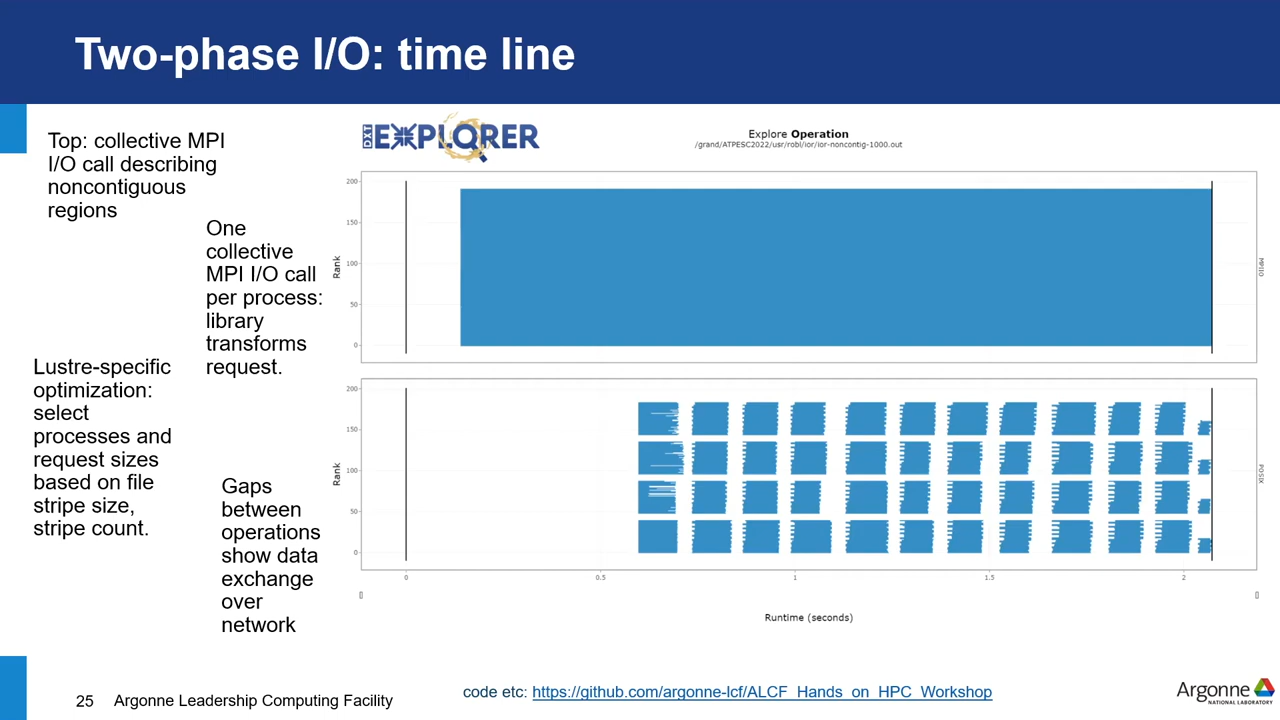 Two-phase I/O: time line
Top: collective MPI
I/O call describing
noncontiguous
regions
One
collective
MPI I/O call
per process:
library
transforms
request.
Lustre-specific
optimization:
select
processes and
request sizes
based on file
stripe size,
stripe count.
Gaps
between
operations
show data
exchange
over
network
DXT EXPLORER
Explore Operation
/grand/ATPESC2022/usr/robl/ior/ior-noncontig-1000.out
200
150
100
50
0
Rank
MPIIO
200
150
100
50
0
Rank
POSIX
0
0.5
1
1.5
2
Runtime (seconds)
25
Argonne Leadership Computing Facility
code etc: https://github.com/argonne-lcf/ALCF_Hands_on_HPC_Workshop
Argonne
NATIONAL LABORATORY